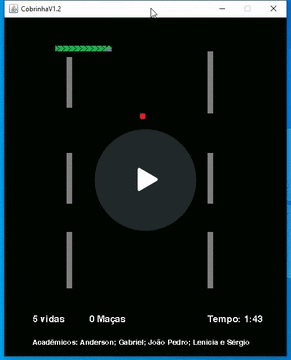 CobrinhaV1.2
5 vidas 0 Maças Tempo: 1:43
Acadêmicos: Anderson; Gabriel; João Pedro; Lenicia e Sérgio